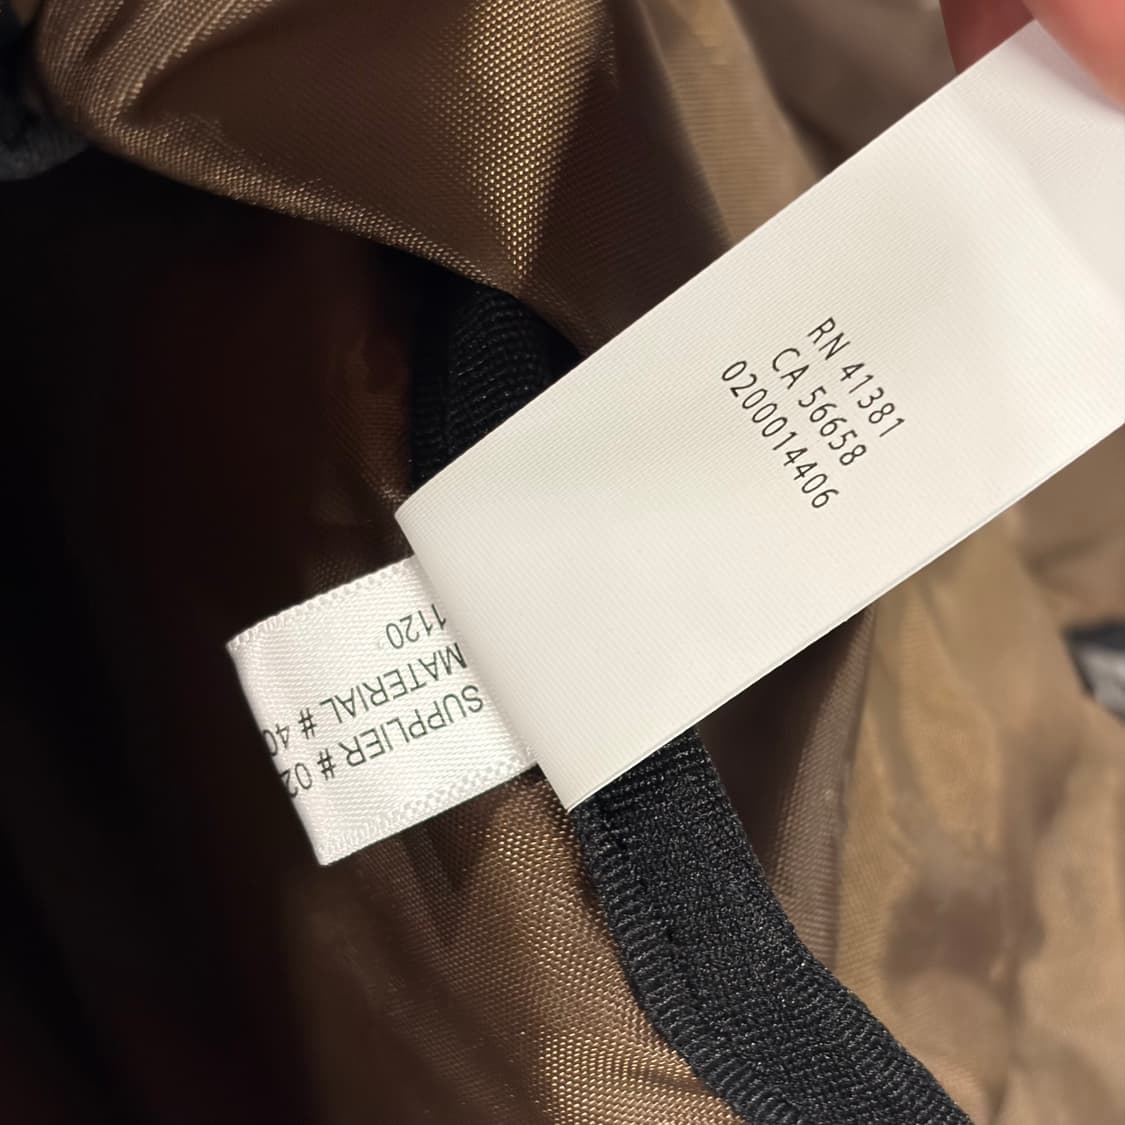 RN 41381
CA 56658
0200014406
SUPPLIER # 02
MATERIAL # 40
1120